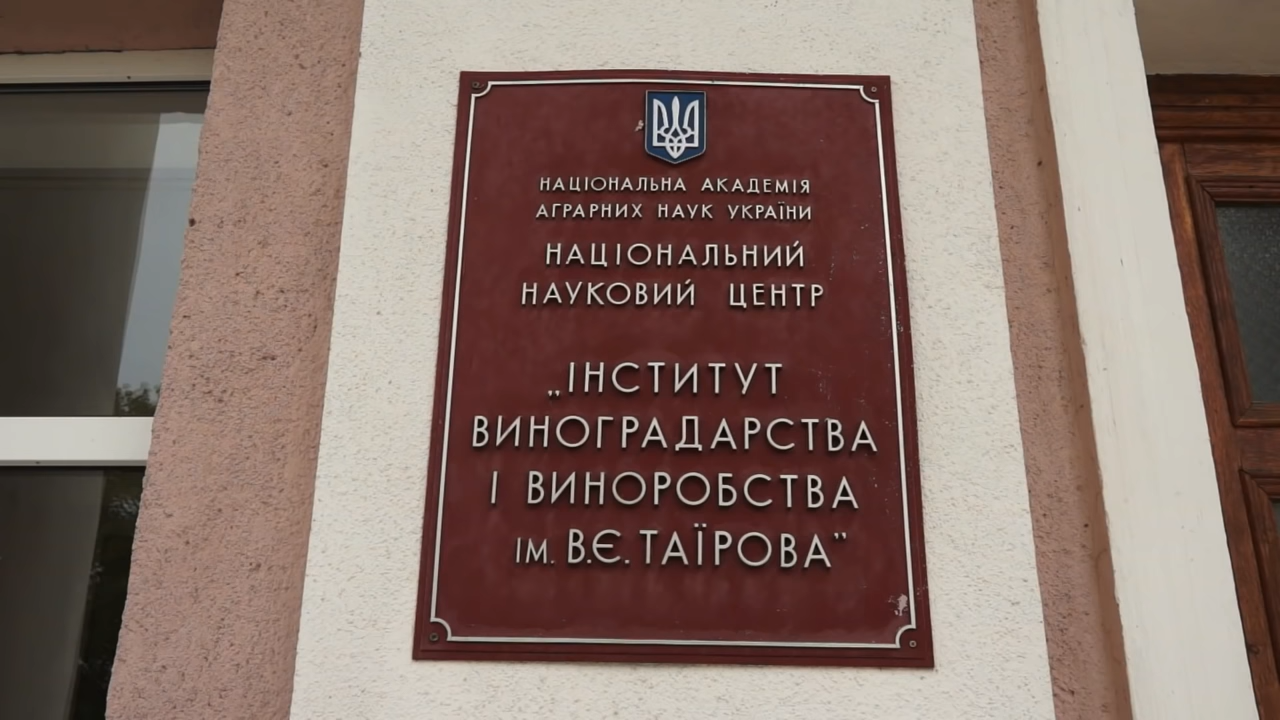 НАЦІОНАЛЬНА АКАДЕМІЯ
АГРАРНИХ НАУК УКРАЇНИ
НАЦІОНАЛЬНИЙ
НАУКОВИЙ ЦЕНТР
„ІНСТИТУТ
ВИНОГРАДАРСТВА
І ВИНОРОБСТВА
ІМ. В.Є. ТАЇРОВА"